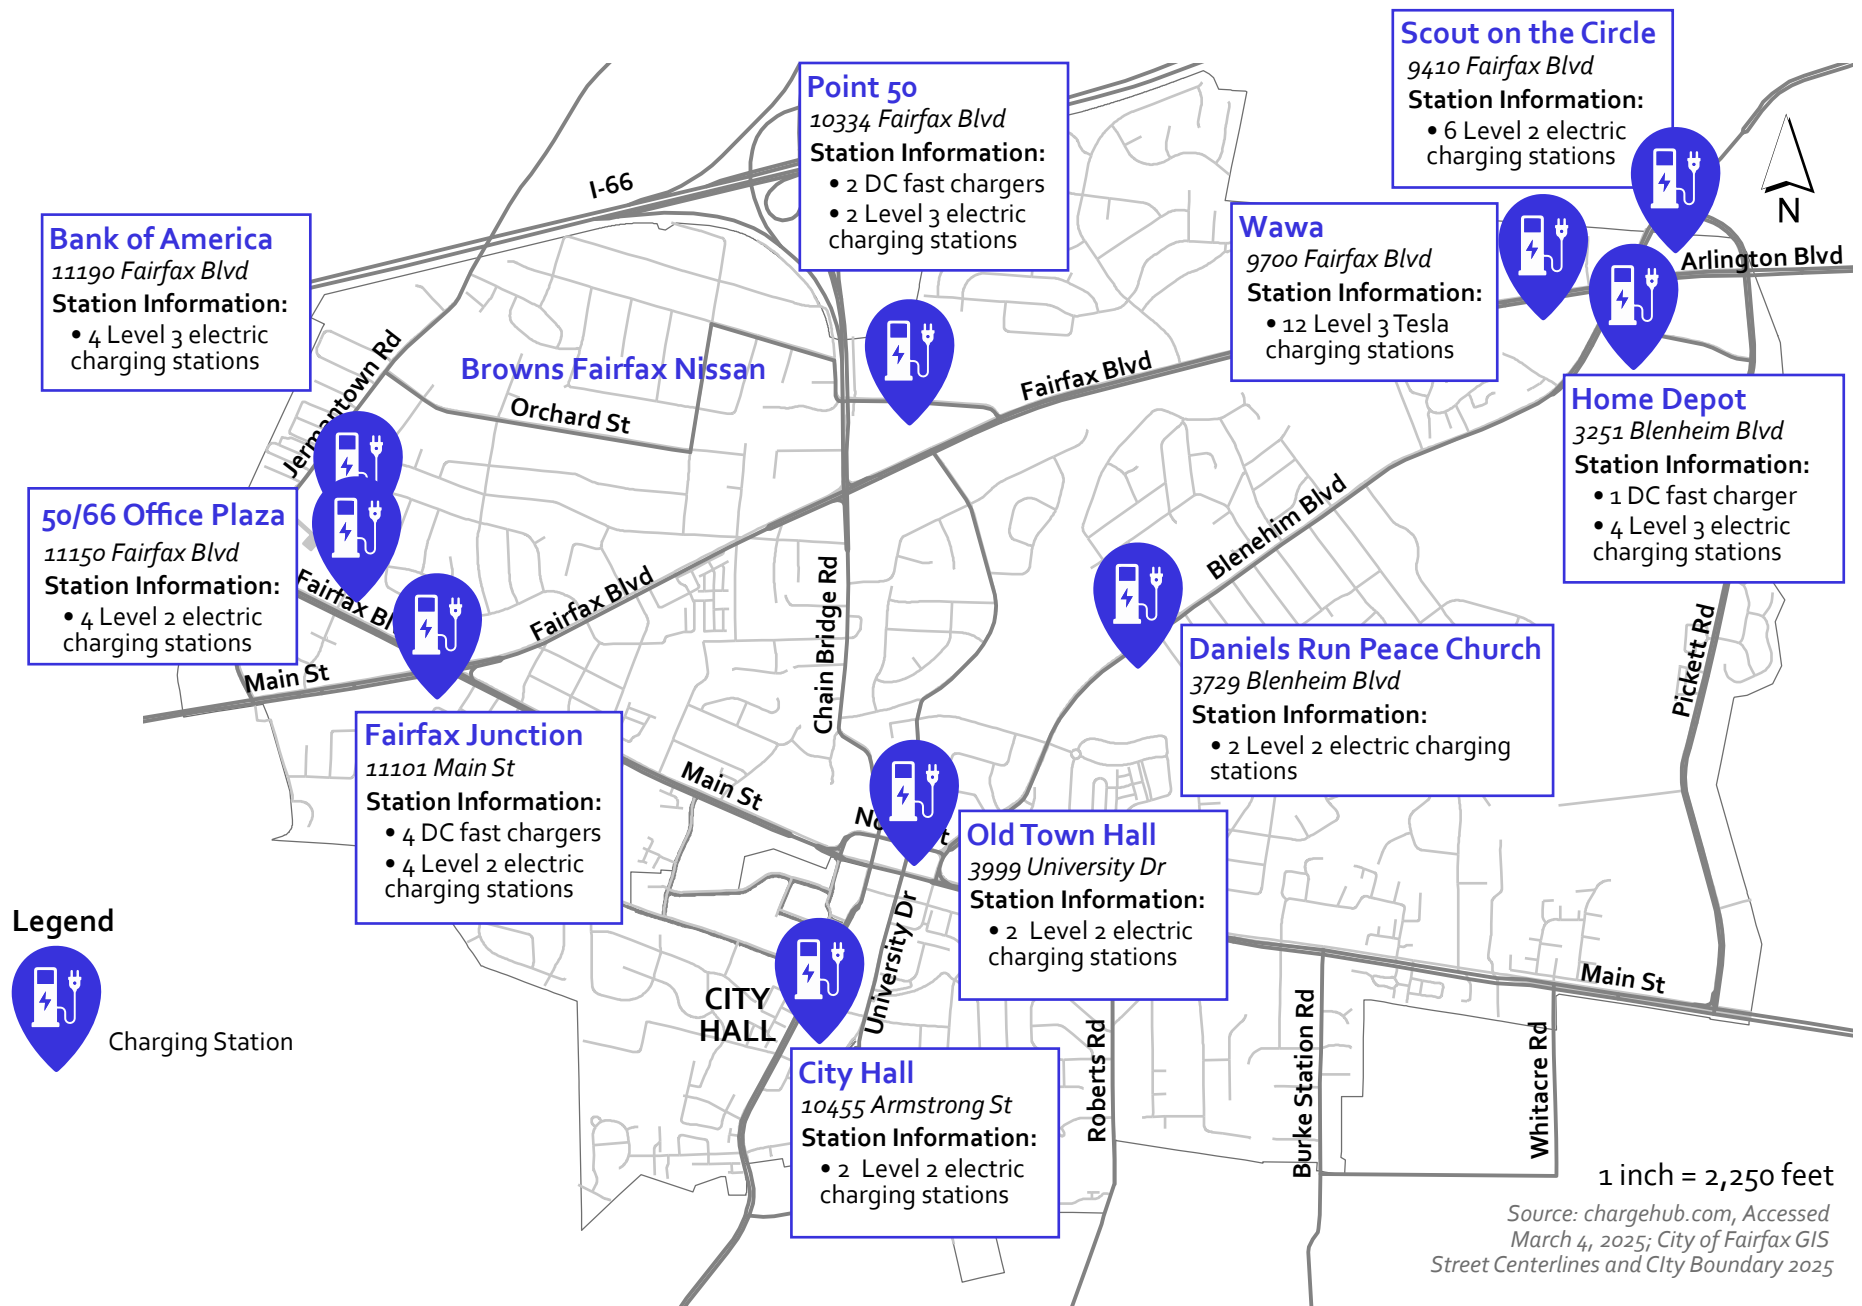 Scout on the Circle
9410 Fairfax Blvd
Station Information:
• 6 Level 2 electric
charging stations
Point 50
10334 Fairfax Blvd
Station Information:
• 2 DC fast chargers
• 2 Level 3 electric
charging stations
I-66
N
Wawa
9700 Fairfax Blvd
Station Information:
• 12 Level 3 Tesla
charging stations
Arlington Blvd
Bank of America
11190 Fairfax Blvd
Station Information:
• 4 Level 3 electric
charging stations
Jermantown Rd
Browns Fairfax Nissan
Orchard St
Fairfax Blvd
Home Depot
3251 Blenheim Blvd
Station Information:
• 1 DC fast charger
• 4 Level 3 electric
charging stations
50/66 Office Plaza
11150 Fairfax Blvd
Station Information:
• 4 Level 2 electric
charging stations
Fairfax Bl
Fairfax Blvd
Chain Bridge Rd
Blenehim Blvd
Pickett Rd
Main St
Daniels Run Peace Church
3729 Blenheim Blvd
Station Information:
• 2 Level 2 electric charging
stations
Fairfax Junction
11101 Main St
Station Information:
• 4 DC fast chargers
• 4 Level 2 electric
charging stations
Main St
Old Town Hall
3999 University Dr
Station Information:
• 2 Level 2 electric
charging stations
University Dr
Main St
Legend
Charging Station
CITY
HALL
City Hall
10455 Armstrong St
Station Information:
• 2 Level 2 electric
charging stations
Roberts Rd
Burke Station Rd
Whitacre Rd
1 inch = 2,250 feet
Source: chargehub.com, Accessed
March 4, 2025; City of Fairfax GIS
Street Centerlines and CIty Boundary 2025